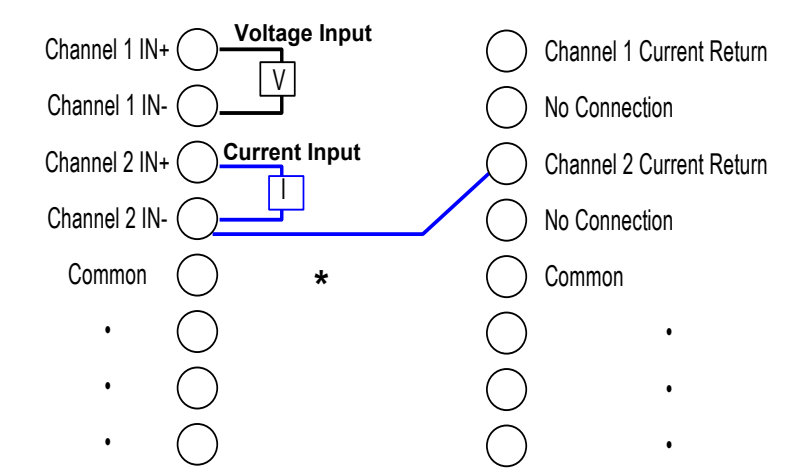 Voltage Input
Channel 1 IN+
Channel 1 Current Return
V
Channel 1 IN-
No Connection
Current Input
Channel 2 IN+
Channel 2 Current Return
I
Channel 2 IN-
No Connection
Common
*
Common